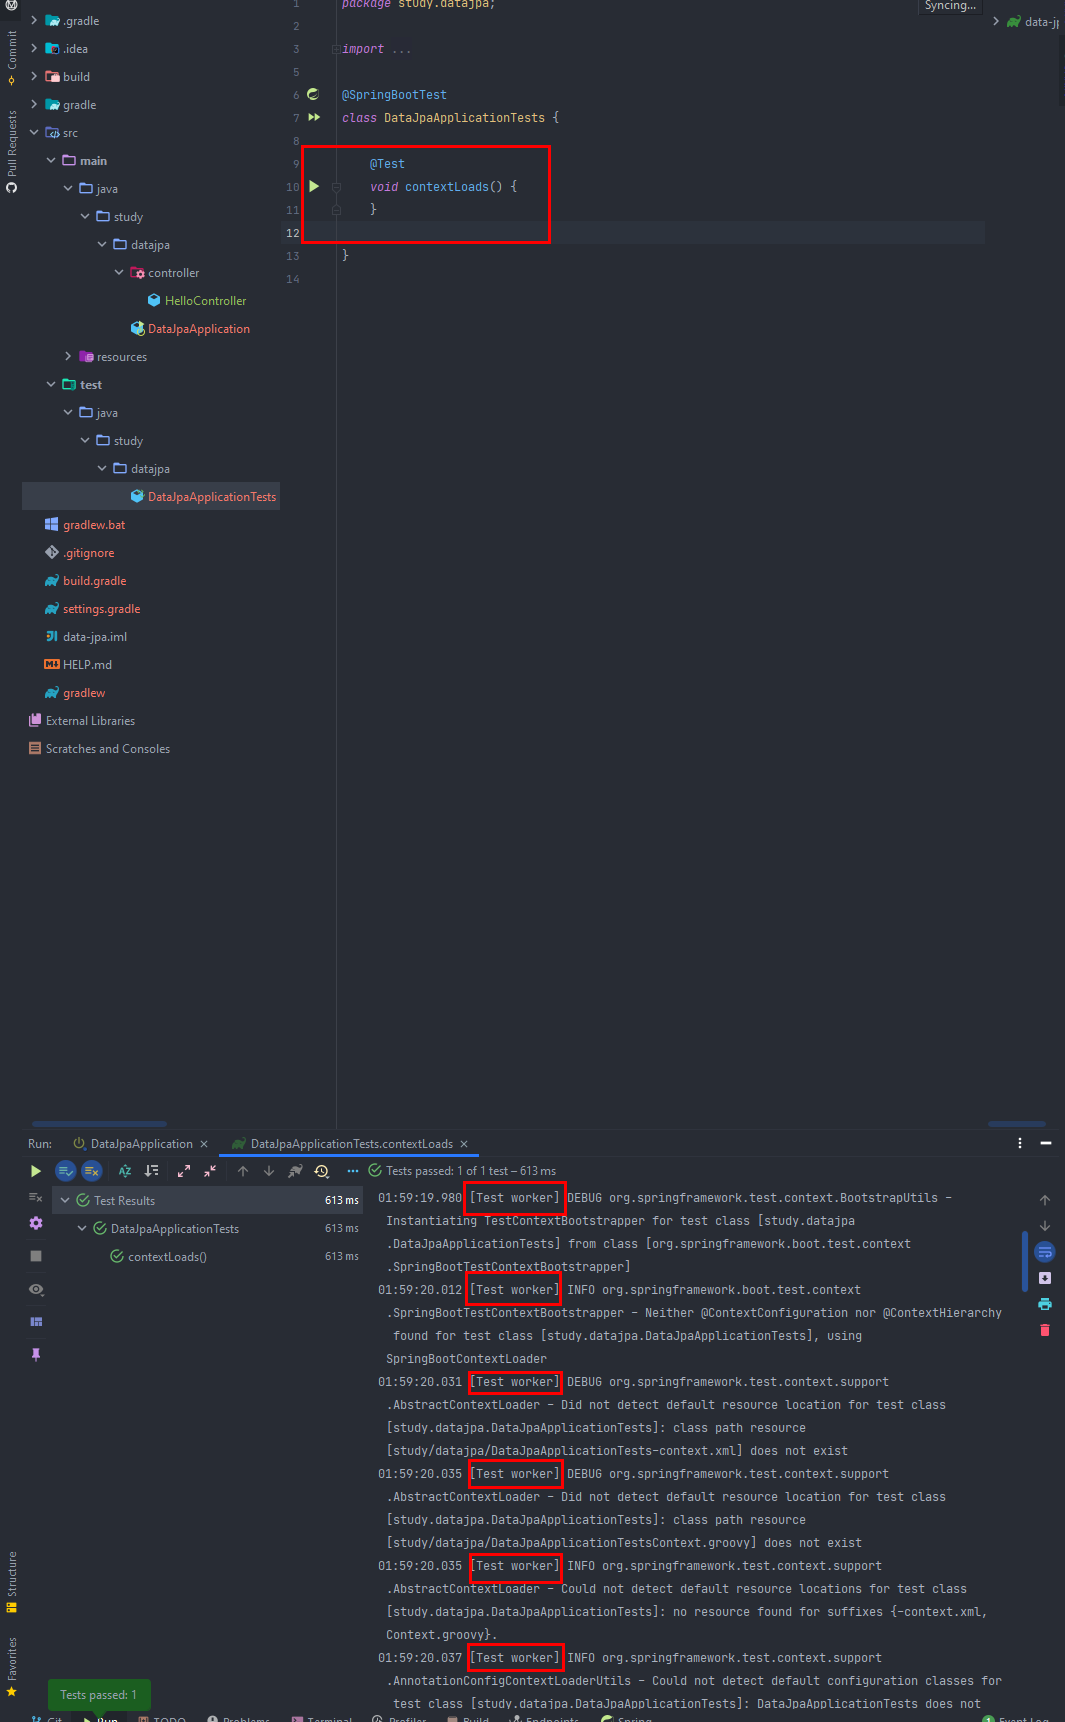 Commit
Pull Requests
.gradle
.idea
build
gradle
src
main
java
study
datajpa
controller
HelloController
DataJpaApplication
resources
test
java
study
datajpa
DataJpaApplicationTests
gradlew.bat
.gitignore
build.gradle
settings.gradle
data-jpa.iml
HELP.md
gradlew
External Libraries
Scratches and Consoles
Syncing...
1 package study.datajpa;
2
3 import ...
5
6 @SpringBootTest
7 class DataJpaApplicationTests {
8
9 @Test
10 void contextLoads() {
11 }
12
13 }
14
Run: DataJpaApplication × DataJpaApplicationTests.contextLoads ×
Tests passed: 1 of 1 test – 613 ms
Test Results 613 ms
DataJpaApplicationTests 613 ms
contextLoads() 613 ms
01:59:19.980 [Test worker] DEBUG org.springframework.test.context.BootstrapUtils -
Instantiating TestContextBootstrapper for test class [study.datajpa
.DataJpaApplicationTests] from class [org.springframework.boot.test.context
.SpringBootTestContextBootstrapper]
01:59:20.012 [Test worker] INFO org.springframework.boot.test.context
.SpringBootTestContextBootstrapper - Neither @ContextConfiguration nor @ContextHierarchy
found for test class [study.datajpa.DataJpaApplicationTests], using
SpringBootContextLoader
01:59:20.031 [Test worker] DEBUG org.springframework.test.context.support
.AbstractContextLoader - Did not detect default resource location for test class
[study.datajpa.DataJpaApplicationTests]: class path resource
[study/datajpa/DataJpaApplicationTests-context.xml] does not exist
01:59:20.035 [Test worker] DEBUG org.springframework.test.context.support
.AbstractContextLoader - Did not detect default resource location for test class
[study.datajpa.DataJpaApplicationTests]: class path resource
[study/datajpa/DataJpaApplicationTestsContext.groovy] does not exist
01:59:20.035 [Test worker] INFO org.springframework.test.context.support
.AbstractContextLoader - Could not detect default resource locations for test class
[study.datajpa.DataJpaApplicationTests]: no resource found for suffixes {-context.xml,
Context.groovy}.
01:59:20.037 [Test worker] INFO org.springframework.test.context.support
.AnnotationConfigContextLoaderUtils - Could not detect default configuration classes for
test class [study.datajpa.DataJpaApplicationTests]: DataJpaApplicationTests does not
Structure
Favorites
Tests passed: 1
Git Run TODO Problems Terminal Profiler Build Endpoints Spring Event Log